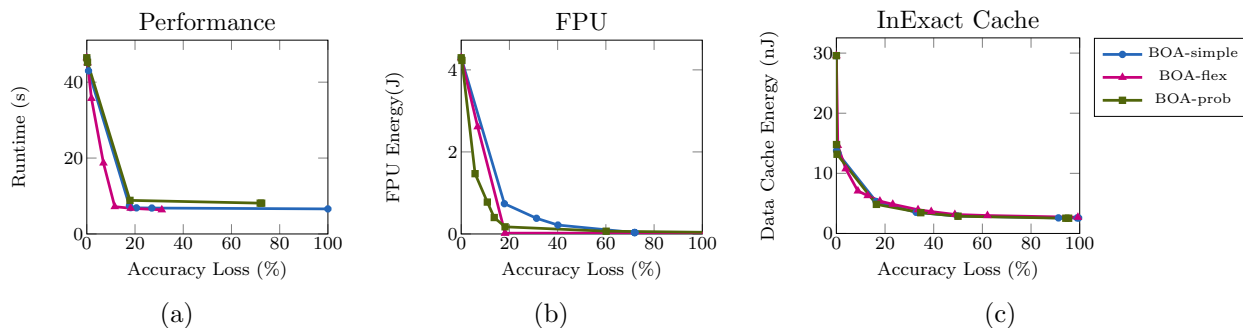 Performance
Runtime (s)
40
20
0
0 20 40 60 80 100
Accuracy Loss (%)
(a)
FPU
FPU Energy(J)
4
2
0
0 20 40 60 80 100
Accuracy Loss (%)
(b)
InExact Cache
Data Cache Energy (nJ)
30
20
10
0
0 20 40 60 80 100
Accuracy Loss (%)
(c)
BOA-simple
BOA-flex
BOA-prob